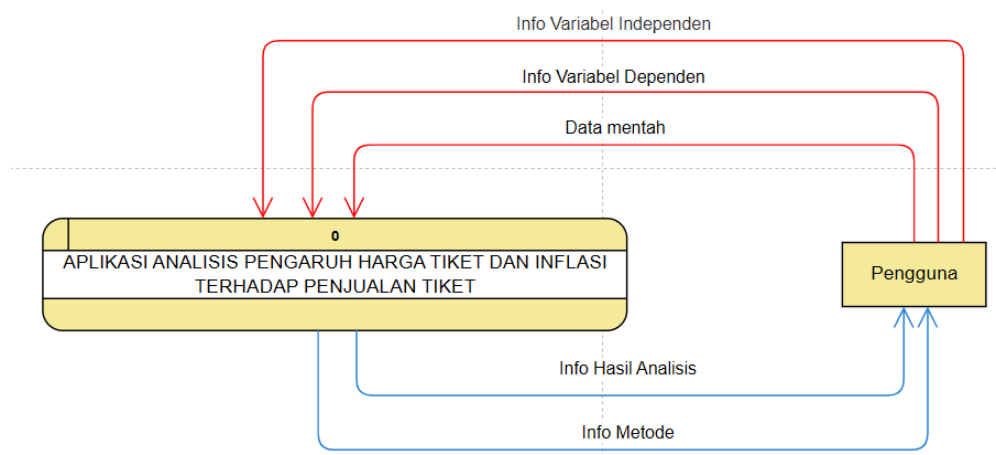 Info Variabel Independen
Info Variabel Dependen
Data mentah
0
APLIKASI ANALISIS PENGARUH HARGA TIKET DAN INFLASI
TERHADAP PENJUALAN TIKET
Pengguna
Info Hasil Analisis
Info Metode